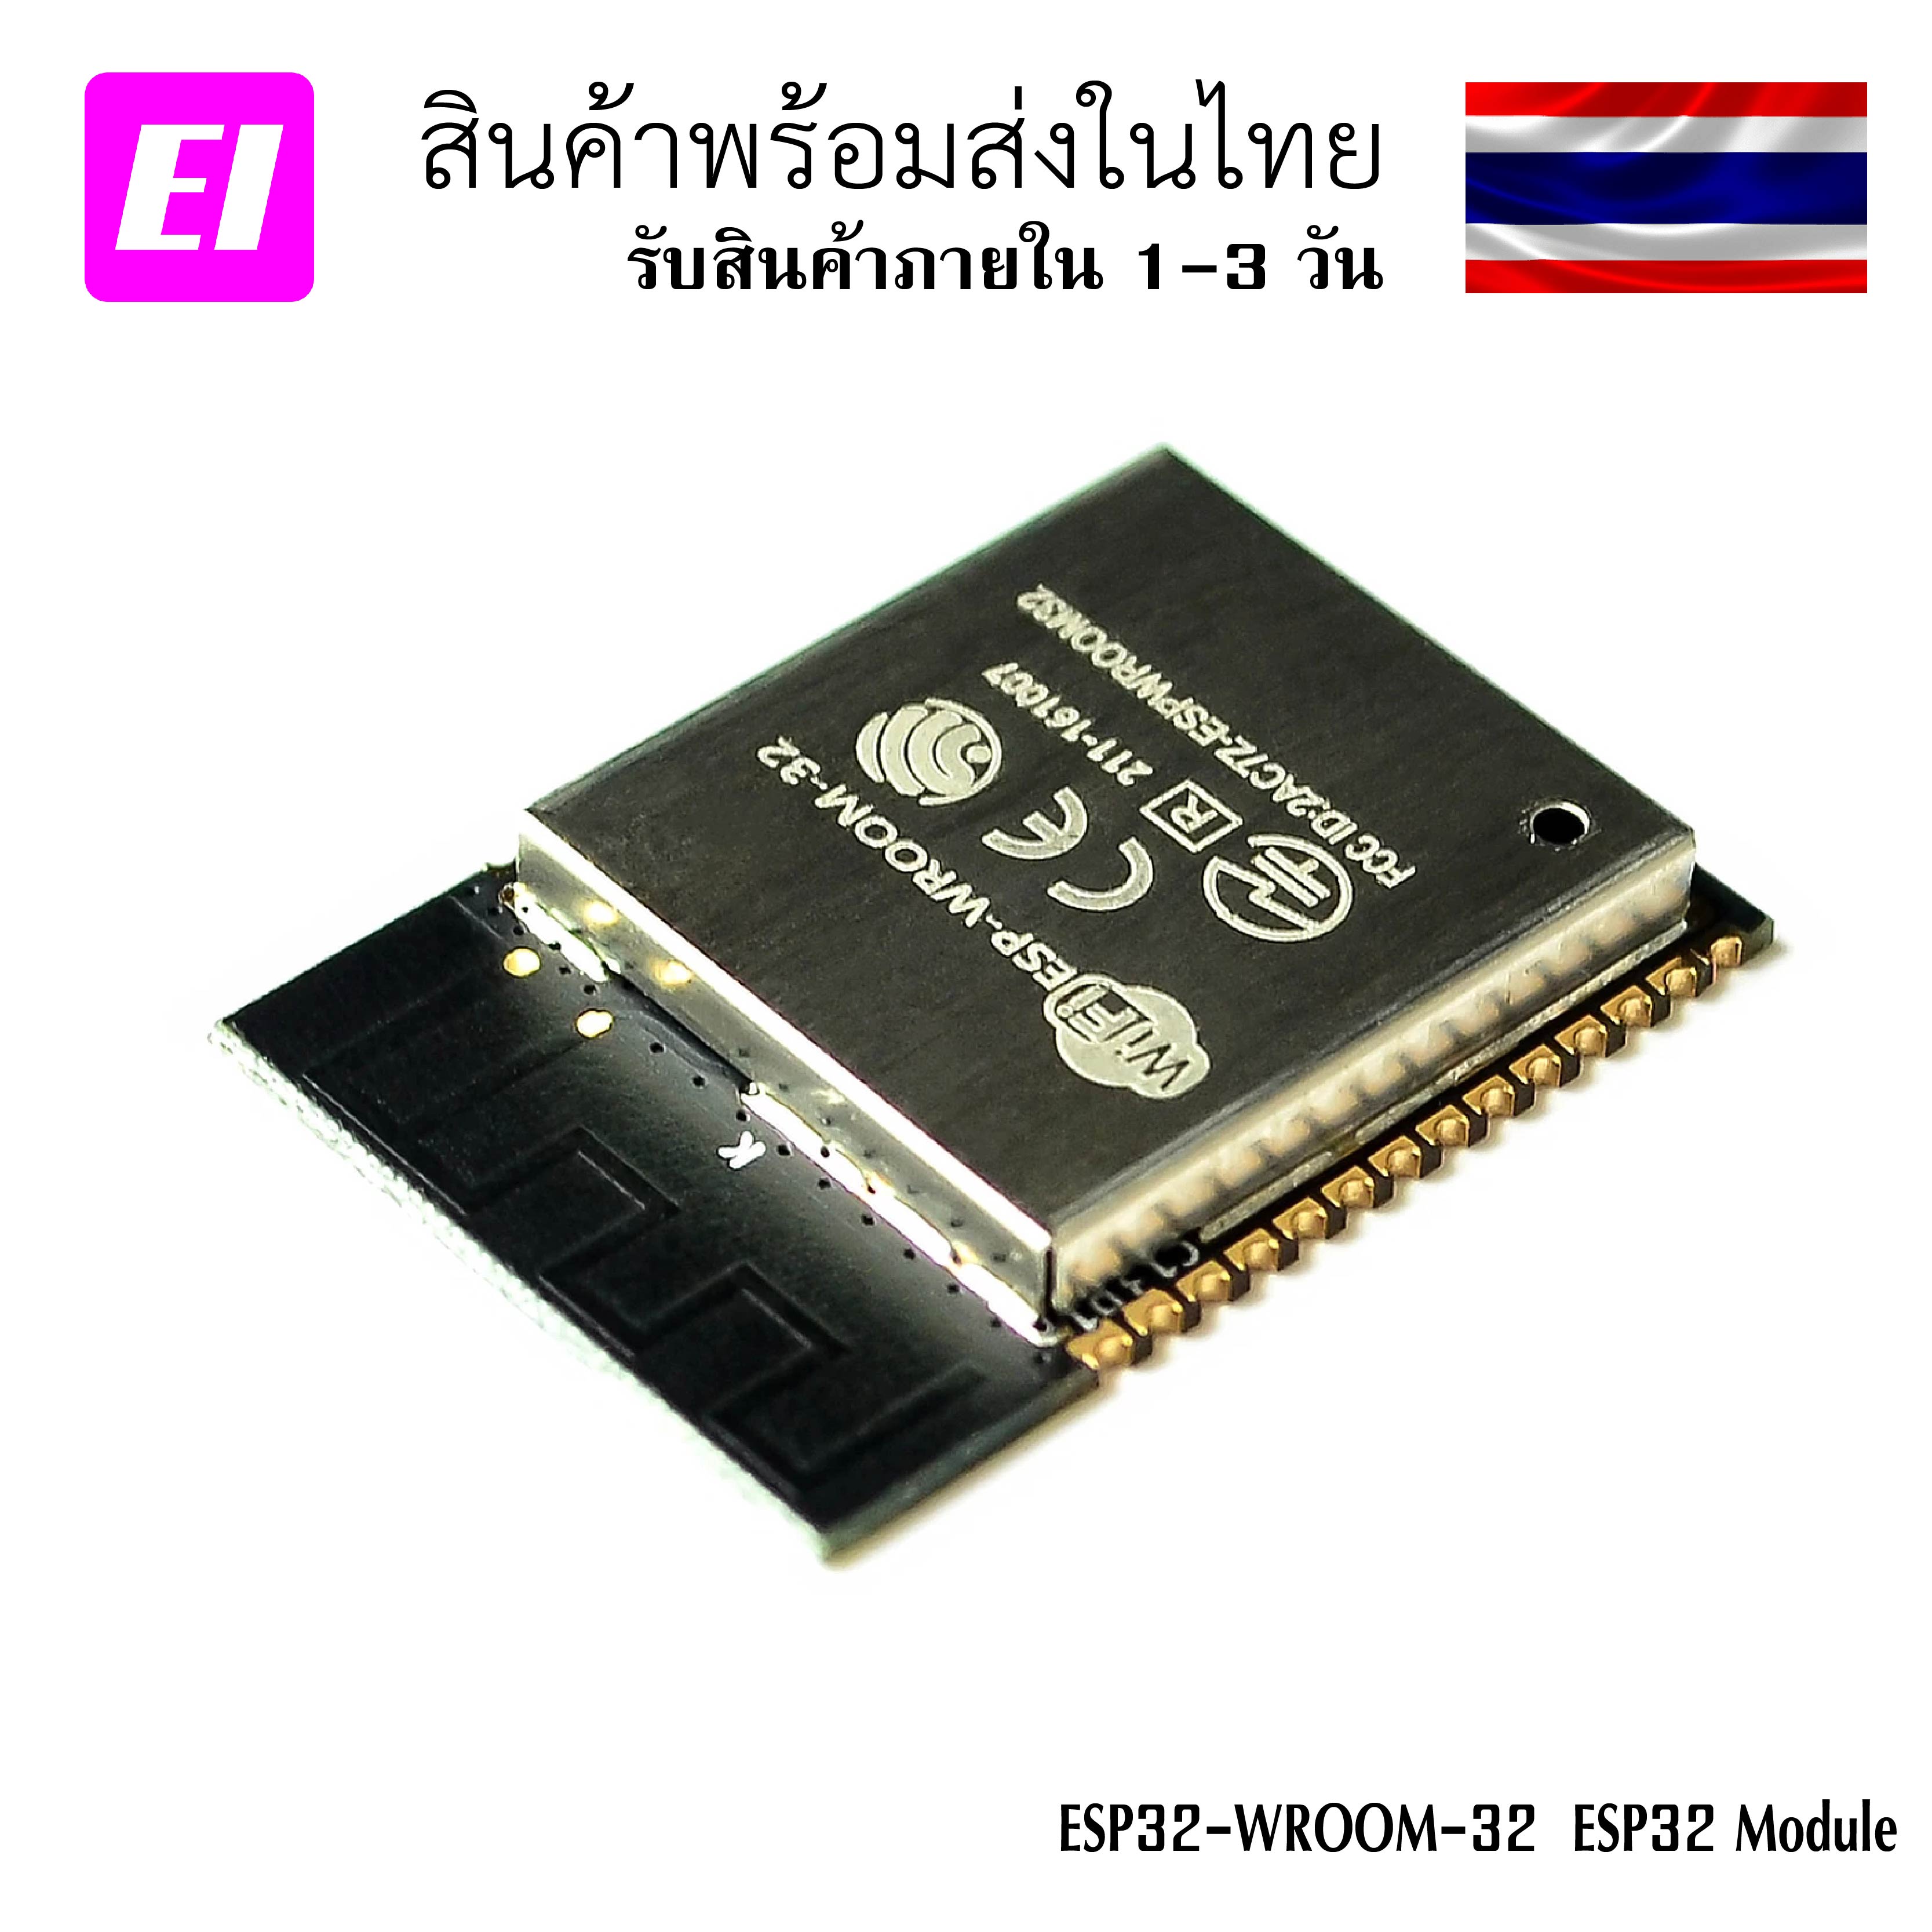 EI
สินค้าพร้อมส่งในไทย
รับสินค้าภายใน 1-3 วัน
WiFi ESP-WROOM-32
CE
R 211-161007
FCC ID:2AC7Z-ESPWROOM32
K
ESP32-WROOM-32 ESP32 Module